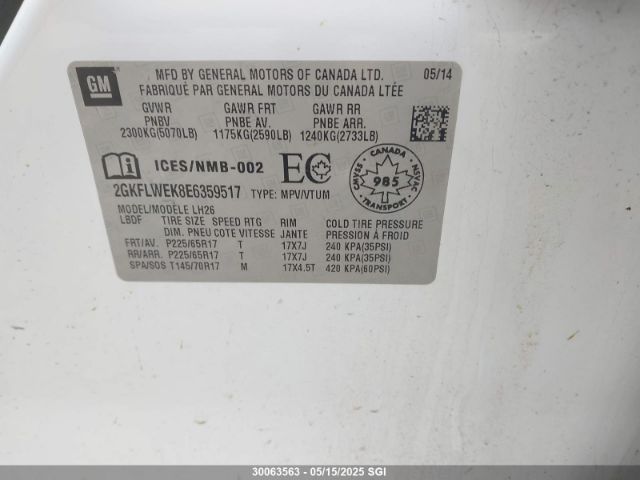 GM
MFD BY GENERAL MOTORS OF CANADA LTD. 05/14
FABRIQUÉ PAR GENERAL MOTORS DU CANADA LTÉE
GVWR GAWR FRT GAWR RR
PNBV PNBE AV. PNBE ARR.
2300KG(5070LB) 1175KG(2590LB) 1240KG(2733LB)
ICES/NMB-002 EC
CMVSS NSVAC 985
CANADA
2GKFLWEK8E6359517 TYPE: MPV/VTUM
MODEL/MODÈLE LH26
LBDF TIRE SIZE SPEED RTG RIM COLD TIRE PRESSURE
DIM. PNEU COTE VITESSE JANTE PRESSION À FROID
FRT/AV. P225/65R17 T 17X7J 240 KPA(35PSI)
RR/ARR. P225/65R17 T 17X7J 240 KPA(35PSI)
SPA/SOS T145/70R17 M 17X4.5T 420 KPA(60PSI)
30063563 - 05/15/2025 SGI